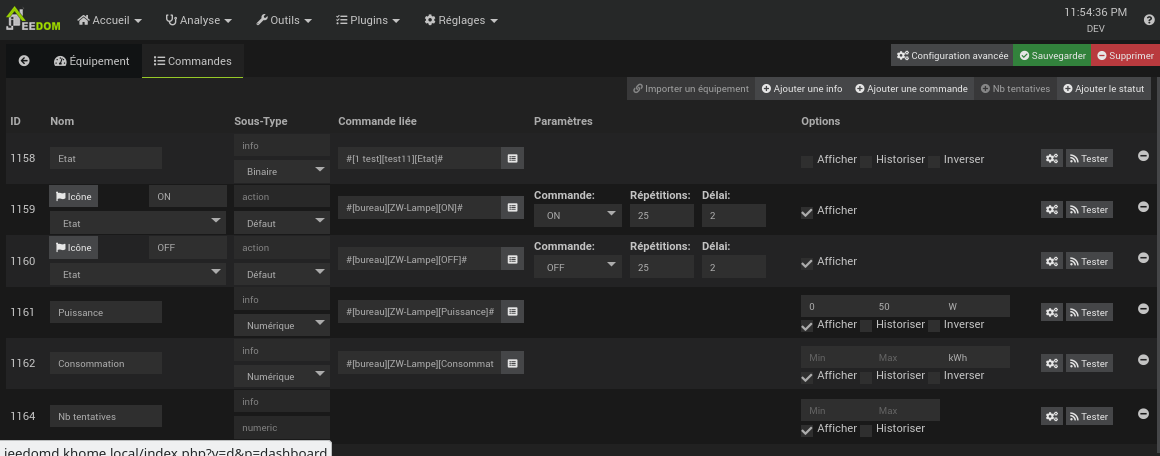 EEDOM Accueil Analyse Outils Plugins Réglages 11:54:36 PM
DEV
Équipement Commandes Configuration avancée Sauvegarder Supprimer
Importer un équipement Ajouter une info Ajouter une commande Nb tentatives Ajouter le statut
ID Nom Sous-Type Commande liée Paramètres Options
info
1158 Etat #[1 test][test11][Etat]# Afficher Historiser Inverser Tester
Binaire
Icône ON action Commande: Répétitions: Délai:
1159 #[bureau][ZW-Lampe][ON]# ON 25 2 Afficher Tester
Etat Défaut
Icône OFF action Commande: Répétitions: Délai:
1160 #[bureau][ZW-Lampe][OFF]# OFF 25 2 Afficher Tester
Etat Défaut
info 0 50 W
1161 Puissance #[bureau][ZW-Lampe][Puissance]# Tester
Numérique Afficher Historiser Inverser
info Min Max kWh
1162 Consommation #[bureau][ZW-Lampe][Consommat Tester
Numérique Afficher Historiser Inverser
info Min Max
1164 Nb tentatives Tester
numeric Afficher Historiser
jeedomd.khome.local/index.php?v=d&p=dashboard